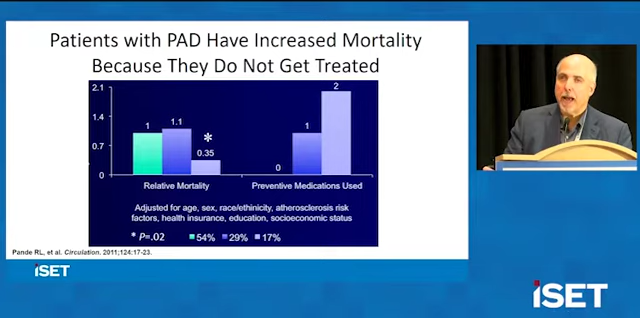 Patients with PAD Have Increased Mortality
Because They Do Not Get Treated
2.1
1.4
0.7
0
1
1.1
*
0.35
0
1
2
Relative Mortality
Preventive Medications Used
Adjusted for age, sex, race/ethinicity, atherosclerosis risk
factors, health insurance, education, socioeconomic status
* P=.02
54%
29%
17%
Pande RL, et al. Circulation. 2011;124:17-23.
iSET
iSET